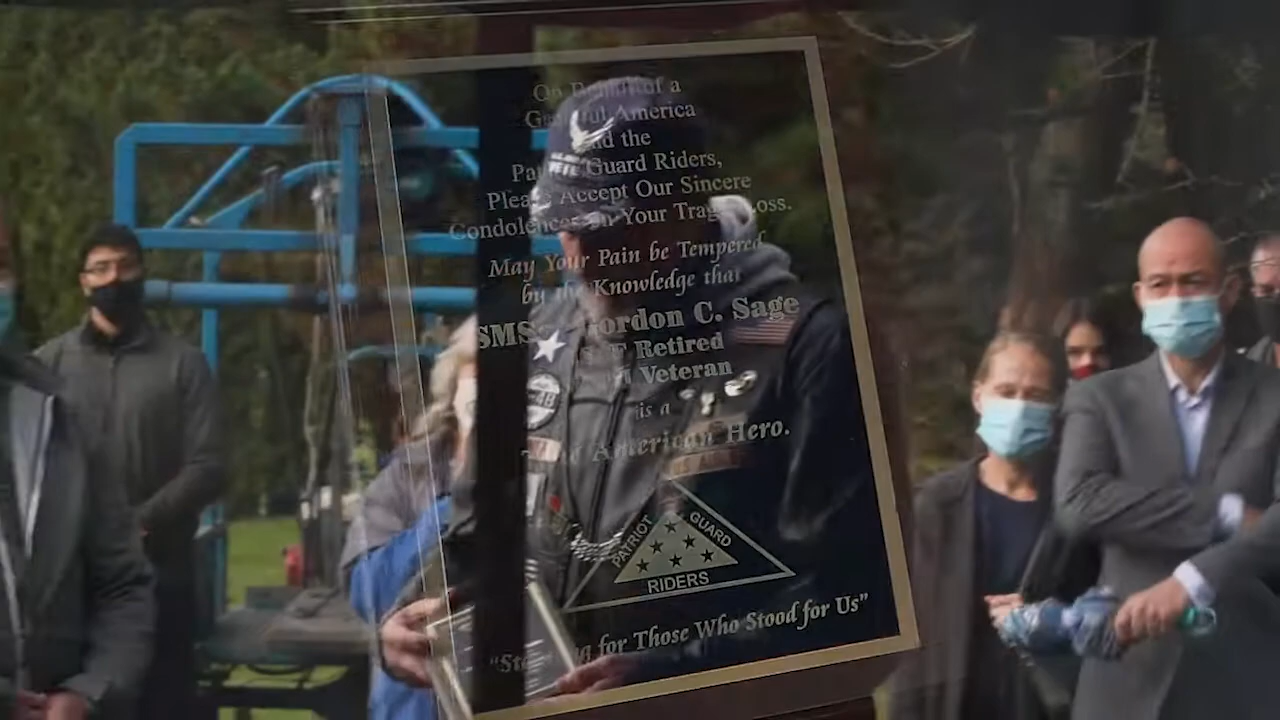 On Behalf of a
Grateful America
and the
Patriot Guard Riders,
Please Accept Our Sincere
Condolences on Your Tragic Loss.
May Your Pain be Tempered
by the Knowledge that
Gordon C. Sage
Retired
Veteran
is a
American Hero.
PATRIOT GUARD
RIDERS
"Standing for Those Who Stood for Us"